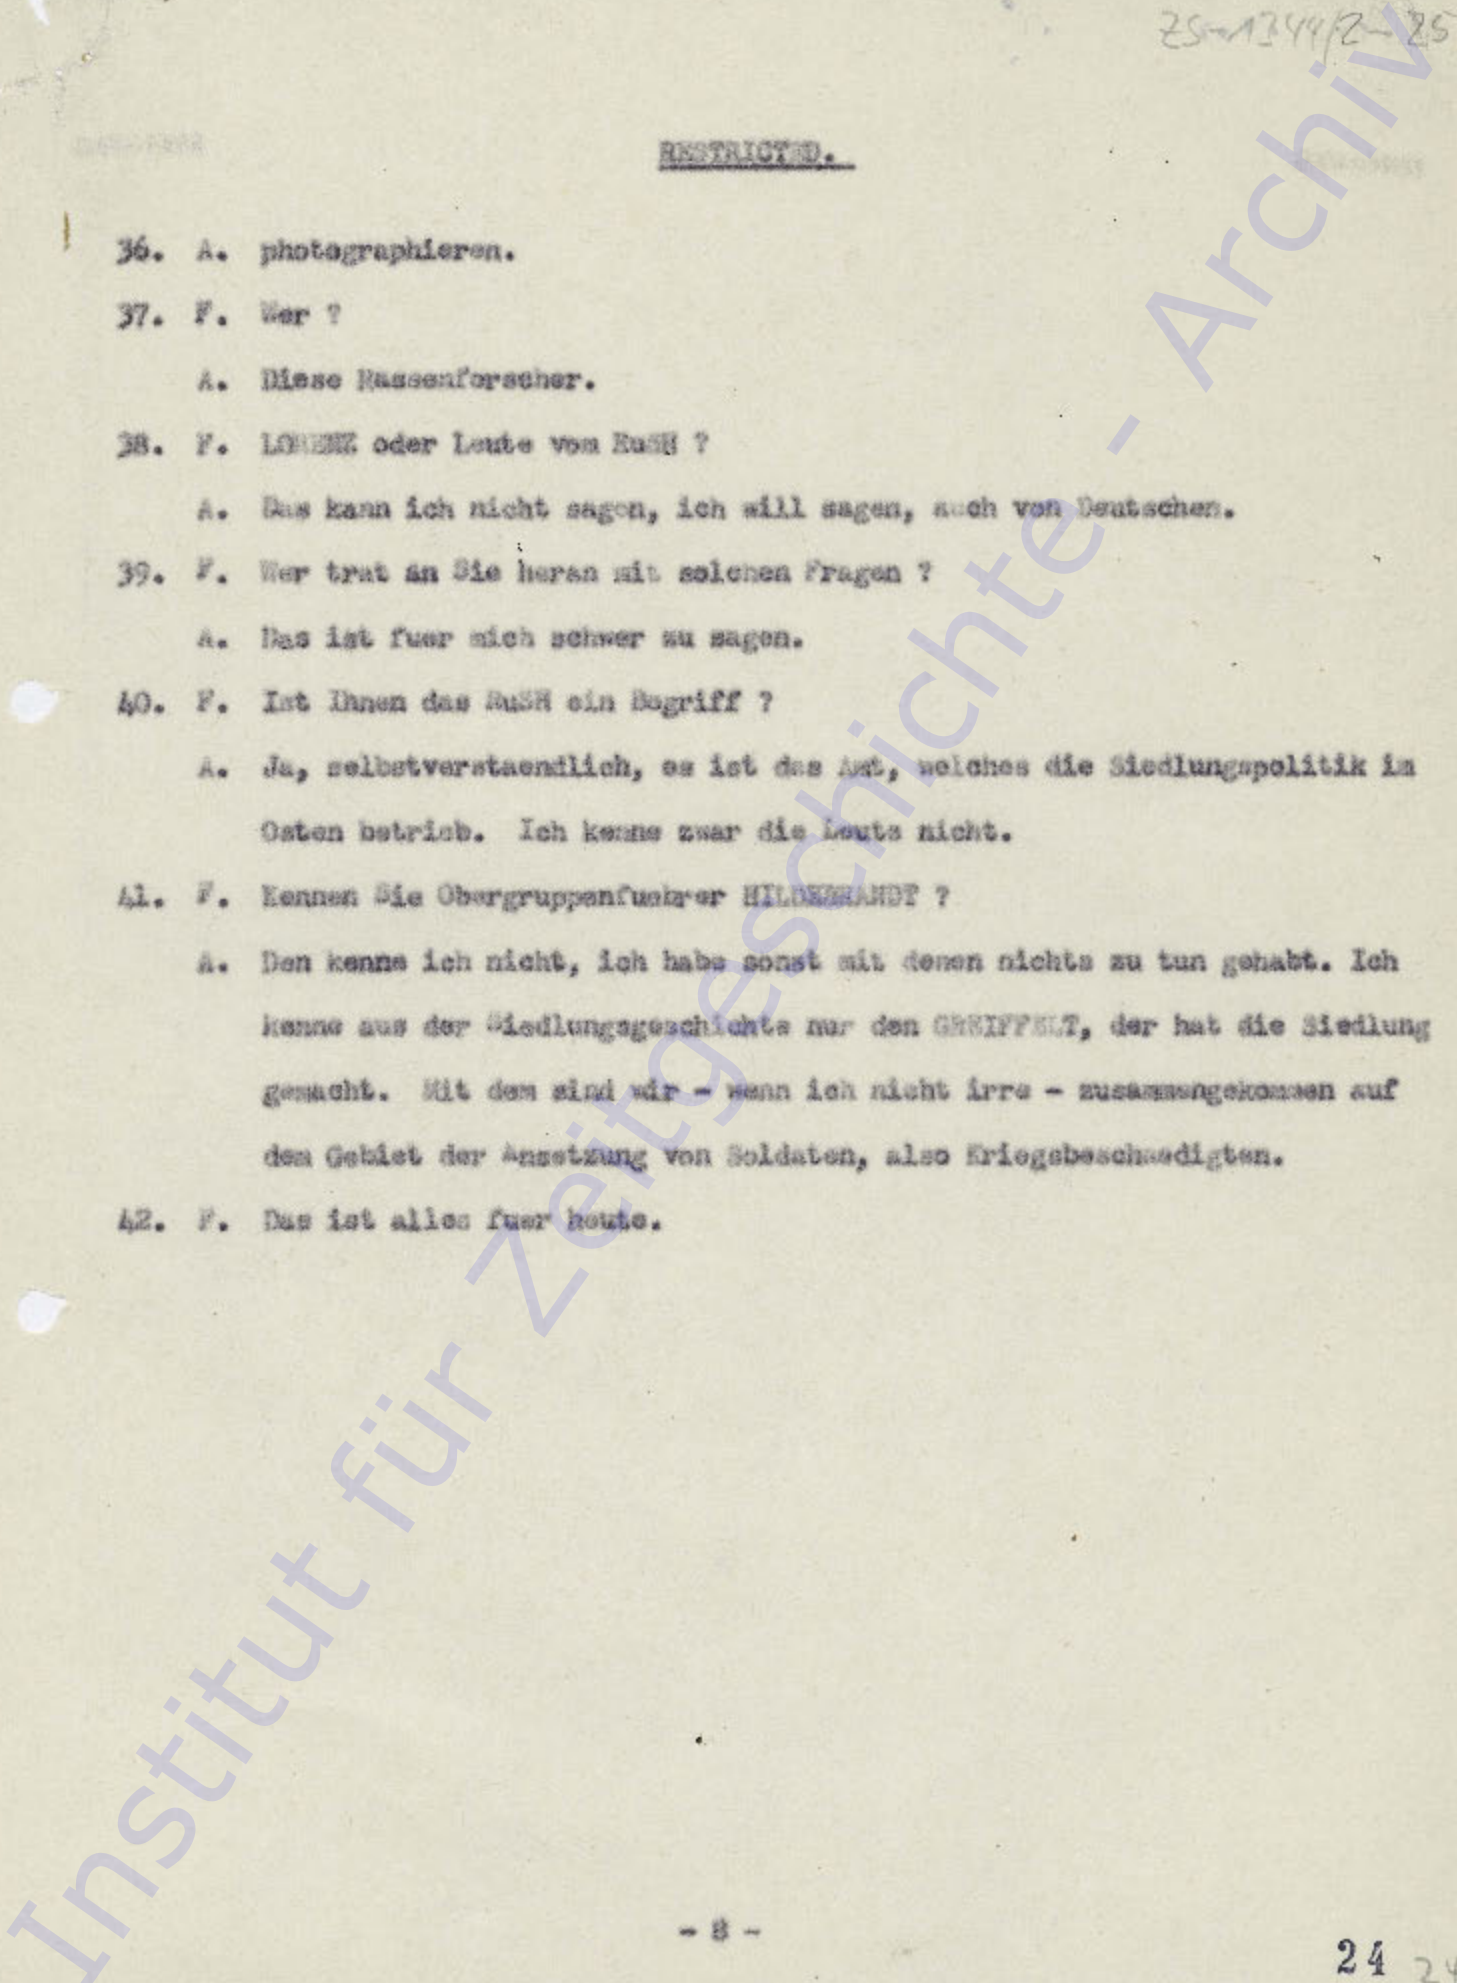 ZS-1344/2-25
RESTRICTED.
36. A. photographieren.
37. F. Wer ?
A. Diese Rassenforscher.
38. F. LORENZ oder Leute vom RuSH ?
A. Das kann ich nicht sagen, ich will sagen, auch von Deutschen.
39. F. Wer trat an Sie heran mit solchen Fragen ?
A. Das ist fuer mich schwer zu sagen.
40. F. Ist Ihnen das RuSH ein Begriff ?
A. Ja, selbstverstaendlich, es ist das Amt, welches die Siedlungspolitik im
Osten betrieb. Ich kenne zwar die Leute nicht.
41. F. Kennen Sie Obergruppenfuehrer HILDEBRANDT ?
A. Den kenne ich nicht, ich habe sonst mit denen nichts zu tun gehabt. Ich
kenne aus der Siedlungsgeschichte nur den GREIFFELT, der hat die Siedlung
gemacht. Mit dem sind wir - wenn ich nicht irre - zusammengekommen auf
dem Gebiet der Ansetzung von Soldaten, also Kriegsbeschaedigten.
42. F. Das ist alles fuer heute.
- 8 -
24
24
Institut für Zeitgeschichte - Archiv